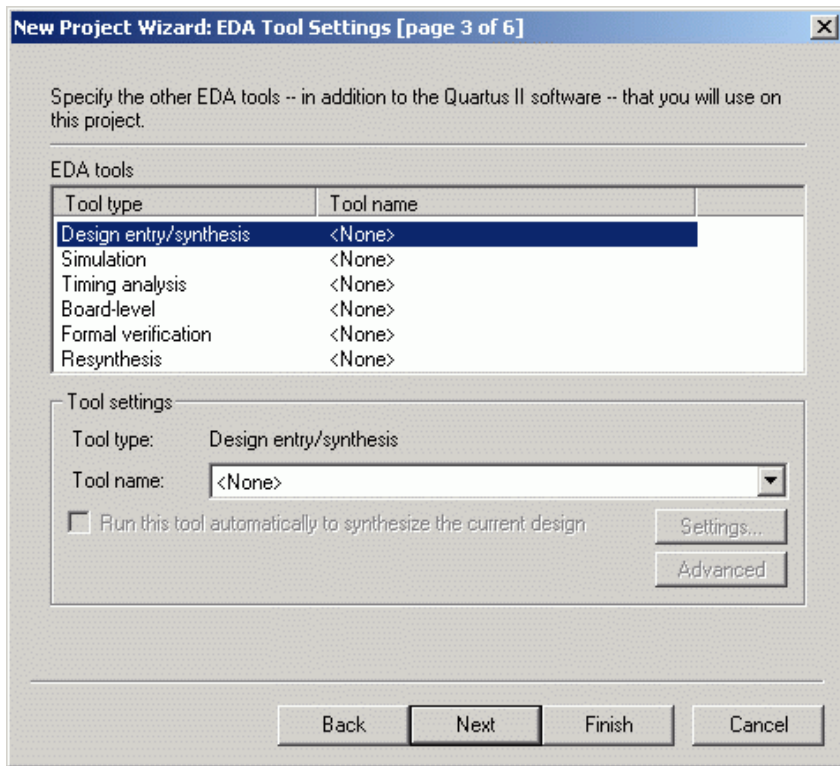 New Project Wizard: EDA Tool Settings [page 3 of 6]
Specify the other EDA tools -- in addition to the Quartus II software -- that you will use on
this project.
EDA tools
Tool type Tool name
Design entry/synthesis <None>
Simulation <None>
Timing analysis <None>
Board-level <None>
Formal verification <None>
Resynthesis <None>
Tool settings
Tool type: Design entry/synthesis
Tool name: <None>
Run this tool automatically to synthesize the current design Settings...
Advanced
Back Next Finish Cancel